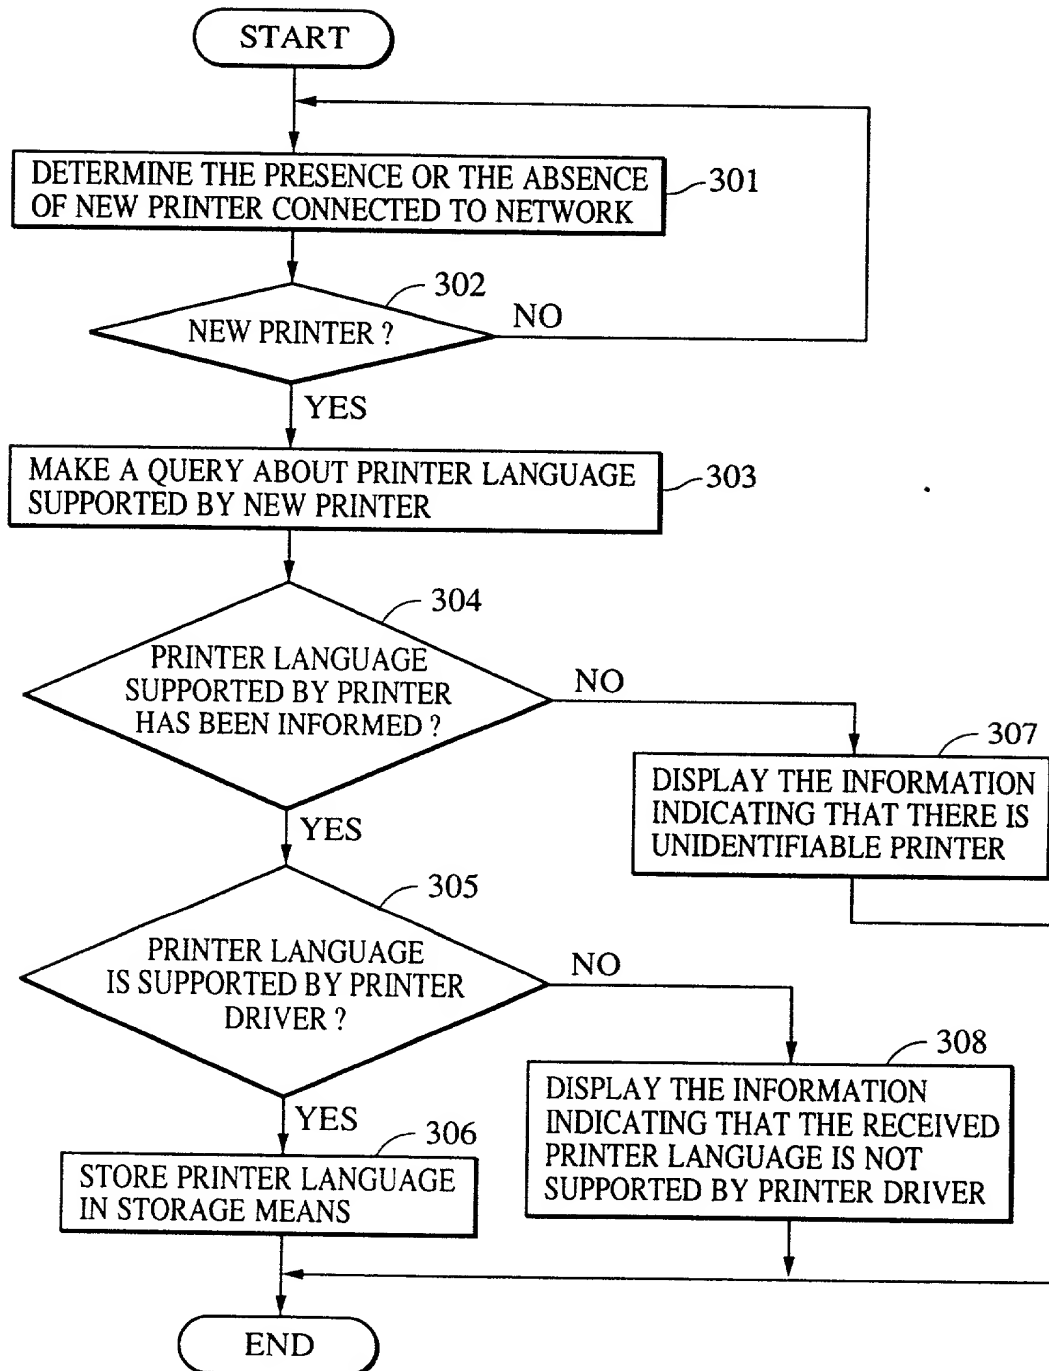 START
DETERMINE THE PRESENCE OR THE ABSENCE
OF NEW PRINTER CONNECTED TO NETWORK
301
302
NEW PRINTER ?
NO
YES
MAKE A QUERY ABOUT PRINTER LANGUAGE
SUPPORTED BY NEW PRINTER
303
304
PRINTER LANGUAGE
SUPPORTED BY PRINTER
HAS BEEN INFORMED ?
NO
307
DISPLAY THE INFORMATION
INDICATING THAT THERE IS
UNIDENTIFIABLE PRINTER
YES
305
PRINTER LANGUAGE
IS SUPPORTED BY PRINTER
DRIVER ?
NO
308
DISPLAY THE INFORMATION
INDICATING THAT THE RECEIVED
PRINTER LANGUAGE IS NOT
SUPPORTED BY PRINTER DRIVER
YES
306
STORE PRINTER LANGUAGE
IN STORAGE MEANS
END